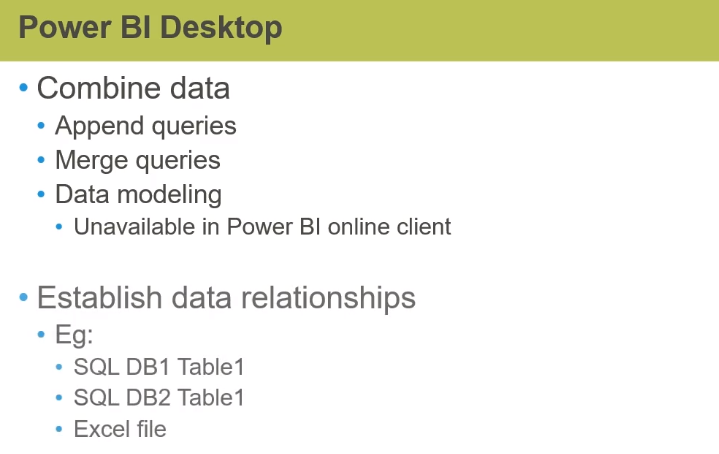 Power BI Desktop
• Combine data
• Append queries
• Merge queries
• Data modeling
• Unavailable in Power BI online client
• Establish data relationships
• Eg:
• SQL DB1 Table1
• SQL DB2 Table1
• Excel file